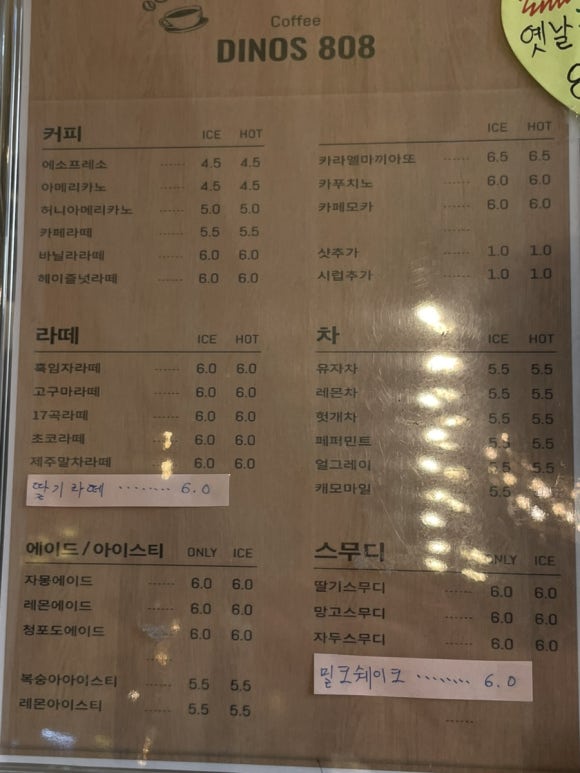 Coffee
DINOS 808
옛날
커피 ICE HOT
에소프레소 ...... 4.5 4.5
아메리카노 ...... 4.5 4.5
허니아메리카노 ...... 5.0 5.0
카페라떼 ...... 5.5 5.5
바닐라라떼 ...... 6.0 6.0
헤이즐넛라떼 ...... 6.0 6.0
ICE HOT
카라멜마끼아또 ...... 6.5 6.5
카푸치노 ...... 6.0 6.0
카페모카 ...... 6.0 6.0
......
샷추가 ...... 1.0 1.0
시럽추가 ...... 1.0 1.0
라떼 ICE HOT
흑임자라떼 ...... 6.0 6.0
고구마라떼 ...... 6.0 6.0
17곡라떼 ...... 6.0 6.0
초코라떼 ...... 6.0 6.0
제주말차라떼 ...... 6.0 6.0
딸기라떼 ........ 6.0
차 ICE HOT
유자차 ...... 5.5 5.5
레몬차 ...... 5.5 5.5
헛개차 ...... 5.5 5.5
페퍼민트 ...... 5.5 5.5
얼그레이 ...... 5.5 5.5
캐모마일 ...... 5.5
에이드/아이스티 ONLY ICE
자몽에이드 ...... 6.0 6.0
레몬에이드 ...... 6.0 6.0
청포도에이드 ...... 6.0 6.0
복숭아아이스티 ...... 5.5 5.5
레몬아이스티 ...... 5.5 5.5
스무디 ONLY ICE
딸기스무디 ...... 6.0 6.0
망고스무디 ...... 6.0 6.0
자두스무디 ...... 6.0 6.0
밀크쉐이크 ........ 6.0
......